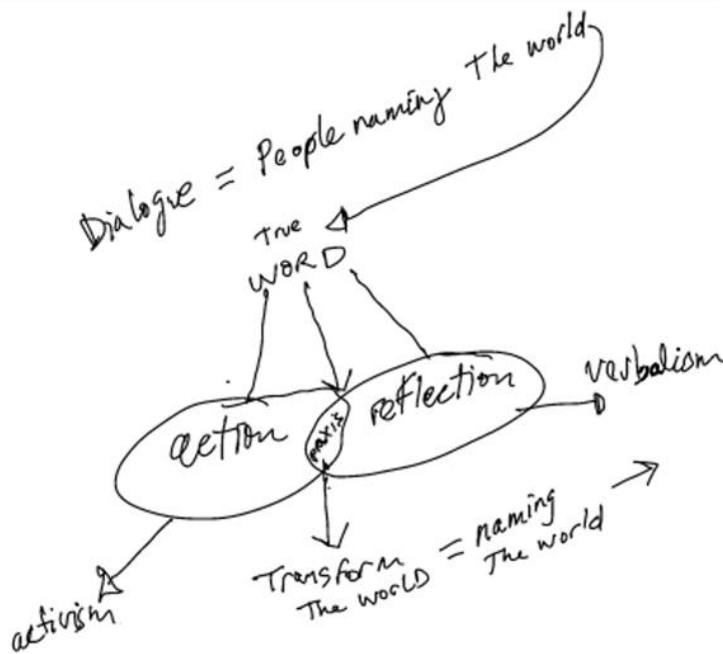 Dialogue = People naming The world
True
WORD
action
praxis
reflection
verbalism
activism
Transform
The WORLD
=
naming
The world